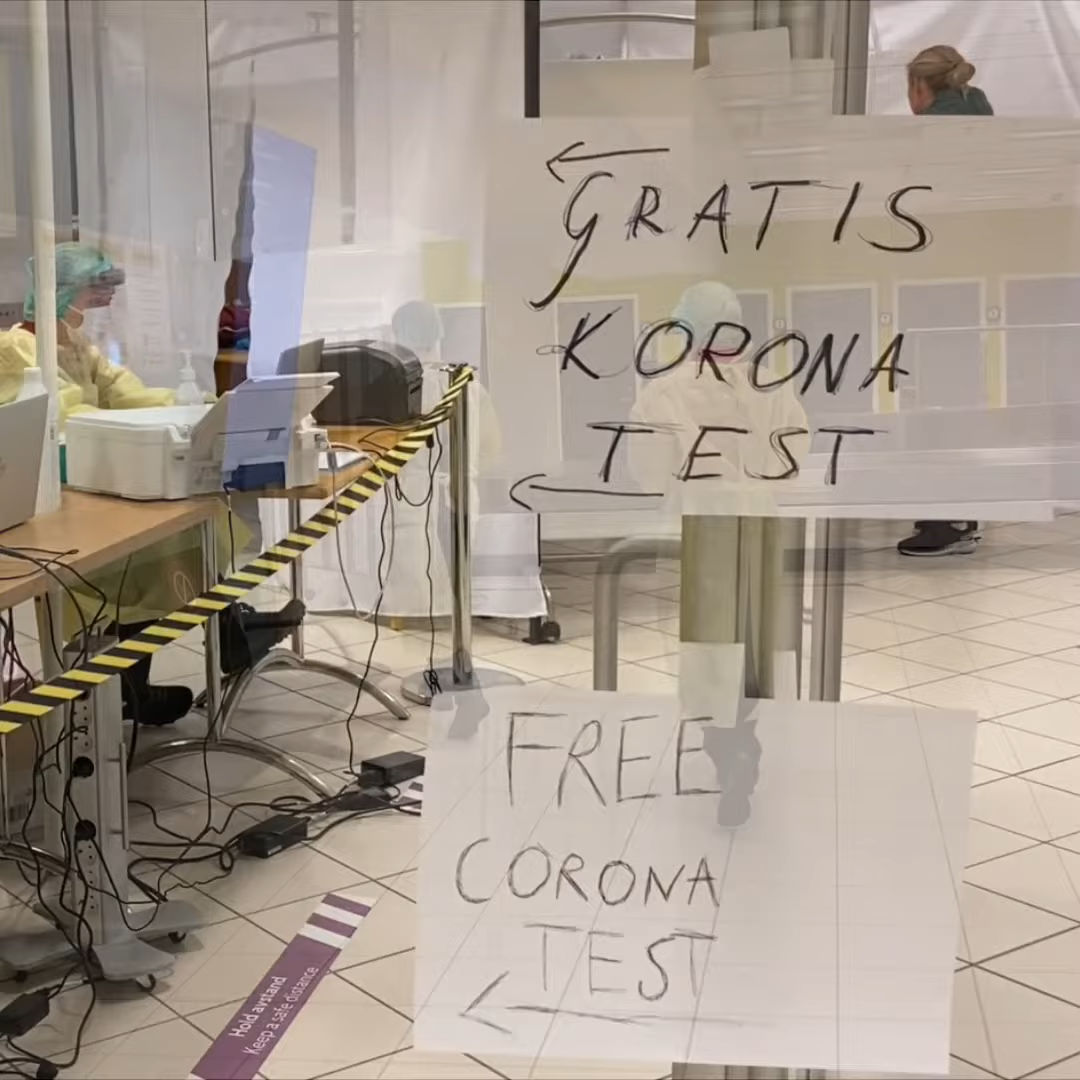 GRATIS
KORONA
TEST
FREE
CORONA
TEST
Hold avstand
Keep a safe distance